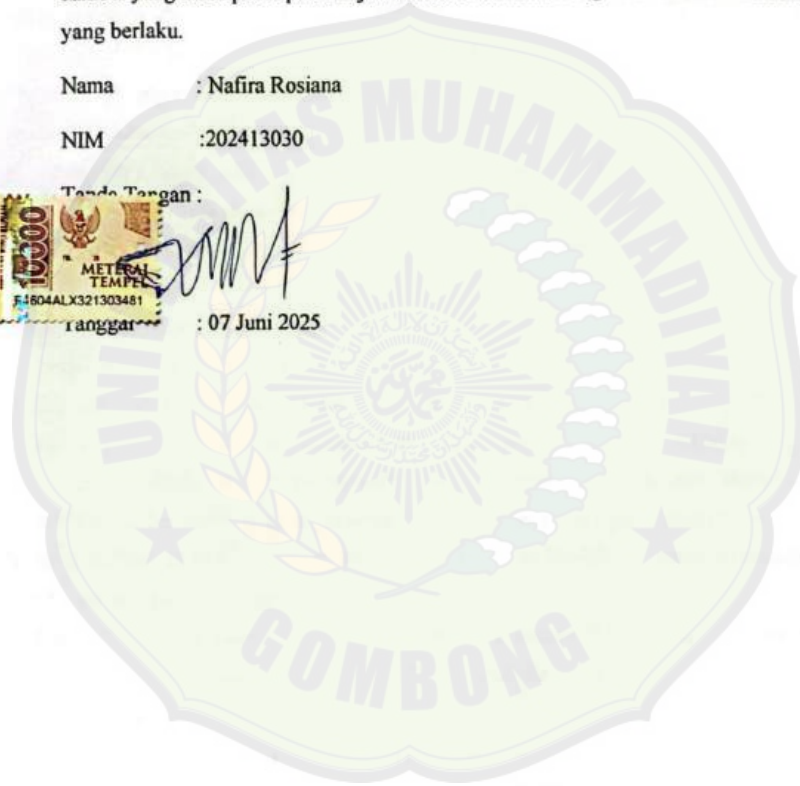 yang berlaku.
Nama : Nafira Rosiana
NIM :202413030
Tanda Tangan :
10000
METERAI
TEMPEL
Tanggal : 07 Juni 2025
UNIVERSITAS MUHAMMADIYAH
GOMBONG